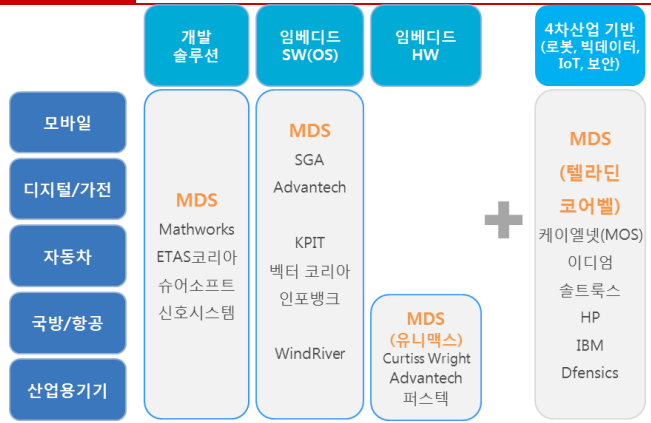 개발
솔루션
임베디드
SW(OS)
임베디드
HW
4차산업 기반
(로봇, 빅데이터,
IoT, 보안)
모바일
디지털/가전
자동차
국방/항공
산업용기기
MDS
Mathworks
ETAS코리아
슈어소프트
신호시스템
MDS
SGA
Advantech
KPIT
벡터 코리아
인포뱅크
WindRiver
MDS
(유니맥스)
Curtiss Wright
Advantech
퍼스텍
+
MDS
(텔라딘
코어벨)
케이엘넷(MOS)
이디엄
솔트룩스
HP
IBM
Dfensics